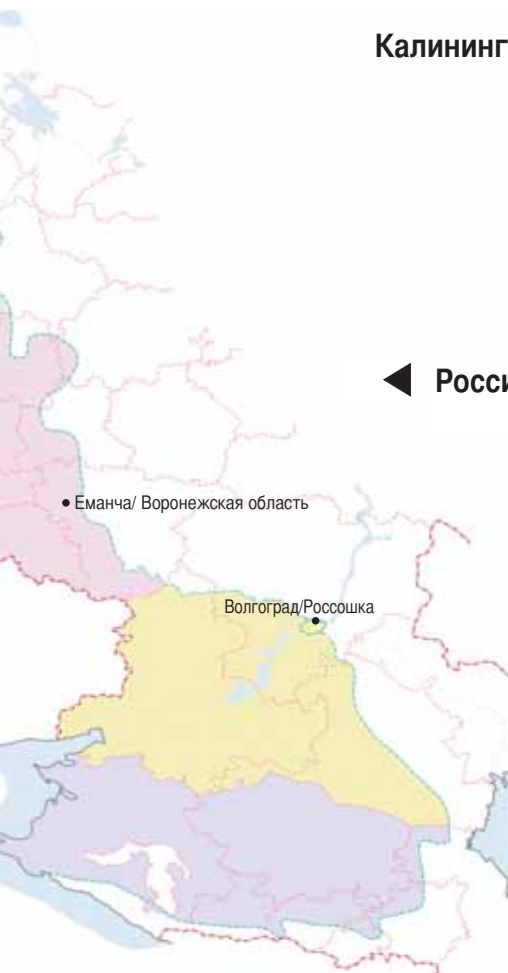 Калининг
Росси
Еманча/ Воронежская область
Волгоград/Россошка